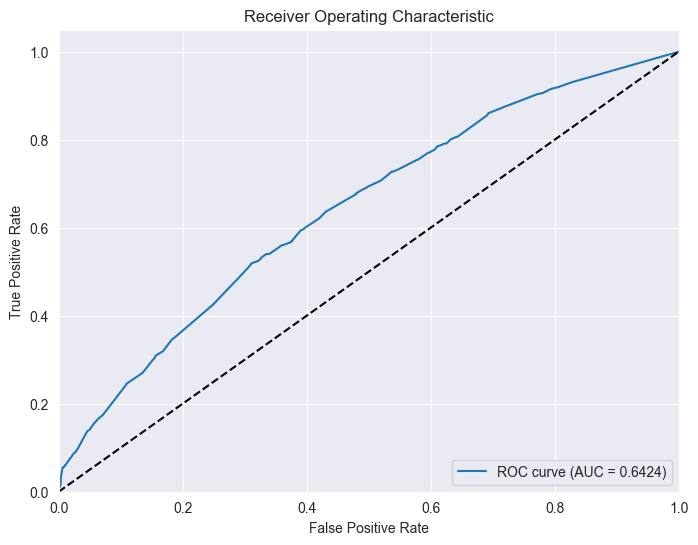 Receiver Operating Characteristic
1.0
0.8
0.6
0.4
0.2
0.0
True Positive Rate
ROC curve (AUC = 0.6424)
0.0 0.2 0.4 0.6 0.8 1.0
False Positive Rate